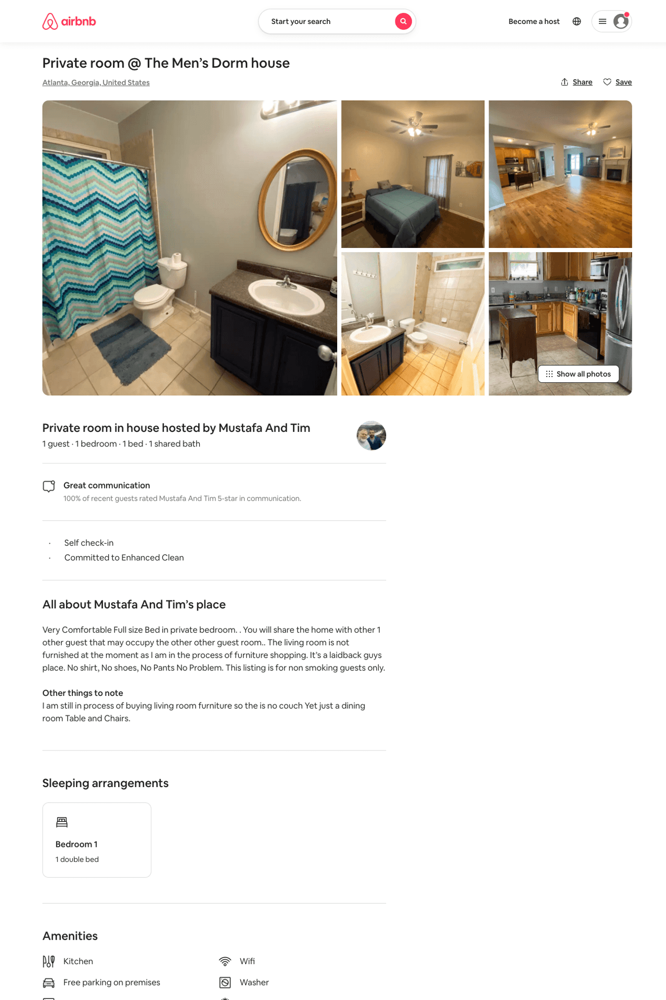 airbnb
Start your search
Become a host
Private room @ The Men’s Dorm house
Atlanta, Georgia, United States
Share
Save
Show all photos
Private room in house hosted by Mustafa And Tim
1 guest · 1 bedroom · 1 bed · 1 shared bath
Great communication
100% of recent guests rated Mustafa And Tim 5-star in communication.
· Self check-in
· Committed to Enhanced Clean
All about Mustafa And Tim’s place
Very Comfortable Full size Bed in private bedroom. . You will share the home with other 1
other guest that may occupy the other other guest room.. The living room is not
furnished at the moment as I am in the process of furniture shopping. It’s a laidback guys
place. No shirt, No shoes, No Pants No Problem. This listing is for non smoking guests only.
Other things to note
I am still in process of buying living room furniture so the is no couch Yet just a dining
room Table and Chairs.
Sleeping arrangements
Bedroom 1
1 double bed
Amenities
Kitchen
Wifi
Free parking on premises
Washer